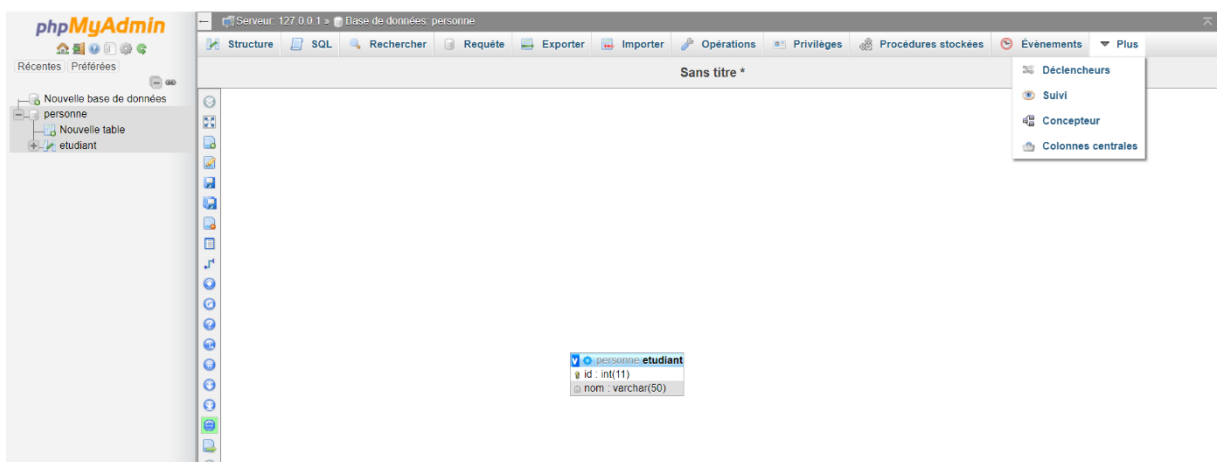 phpMyAdmin
Récentes Préférées
Nouvelle base de données
personne
Nouvelle table
etudiant
Serveur: 127.0.0.1 » Base de données: personne
Structure SQL Rechercher Requête Exporter Importer Opérations Privilèges Procédures stockées Évènements Plus
Déclencheurs
Suivi
Concepteur
Colonnes centrales
Sans titre *
personne etudiant
id : int(11)
nom : varchar(50)